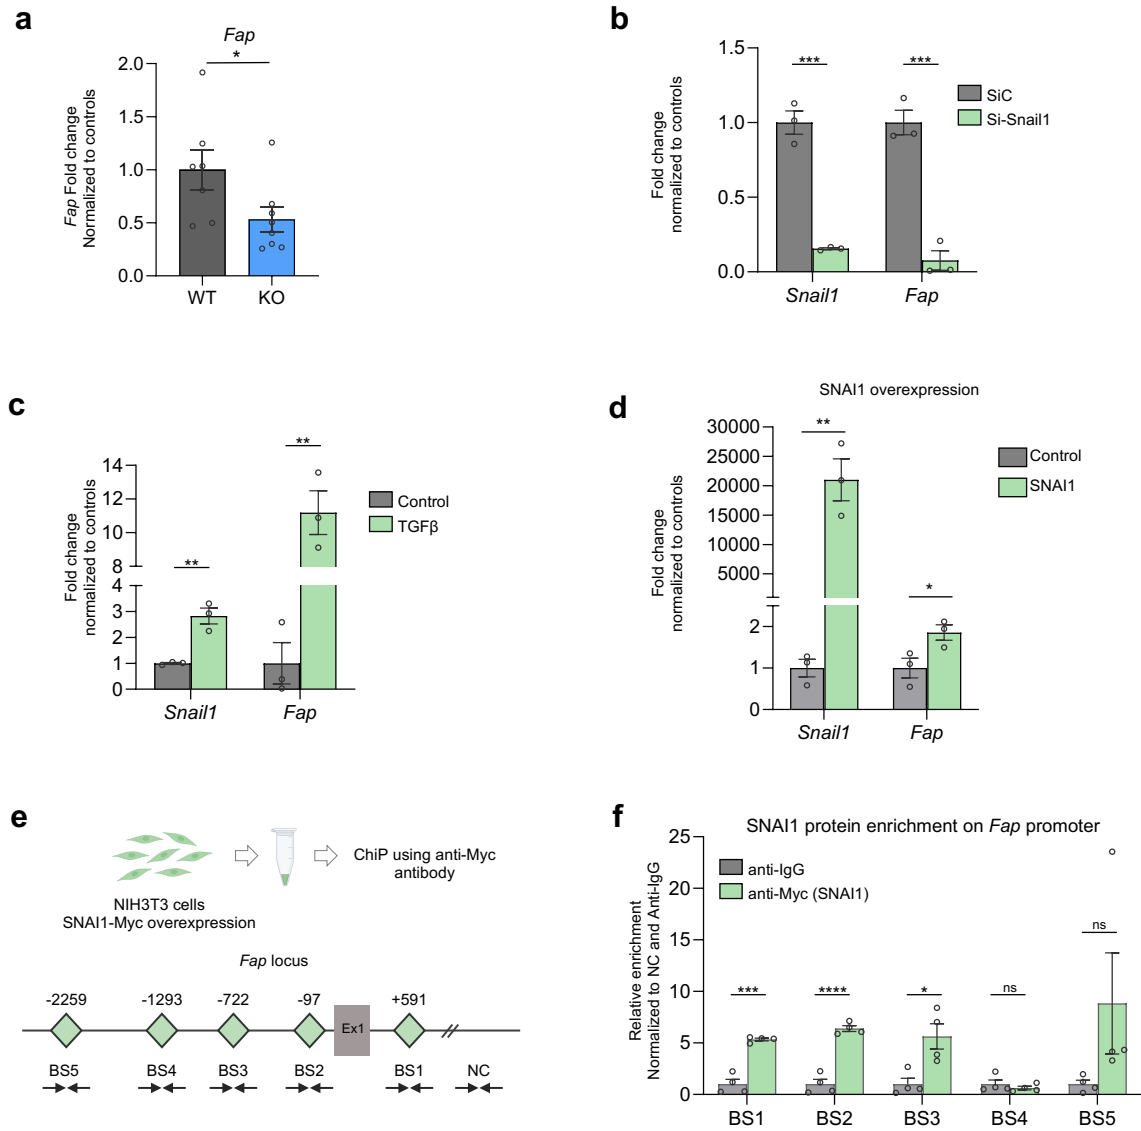 a
Fap
*
Fap Fold change
Normalized to controls
2.0
1.5
1.0
0.5
0.0
WT KO
b
Fold change
normalized to controls
1.5
1.0
0.5
0.0
*** ***
SiC
Si-Snail1
Snail1 Fap
c
Fold change
normalized to controls
14
12
10
8
4
3
2
1
0
** **
Control
TGFβ
Snail1 Fap
d
SNAI1 overexpression
Fold change
normalized to controls
30000
25000
20000
15000
10000
5000
2
1
0
** *
Control
SNAI1
Snail1 Fap
e
NIH3T3 cells
SNAI1-Myc overexpression
ChiP using anti-Myc
antibody
Fap locus
-2259 -1293 -722 -97 +591
Ex1
BS5 BS4 BS3 BS2 BS1 NC
f
SNAI1 protein enrichment on Fap promoter
Relative enrichment
Normalized to NC and Anti-IgG
25
20
15
10
5
0
anti-IgG
anti-Myc (SNAI1)
*** **** * ns ns
BS1 BS2 BS3 BS4 BS5